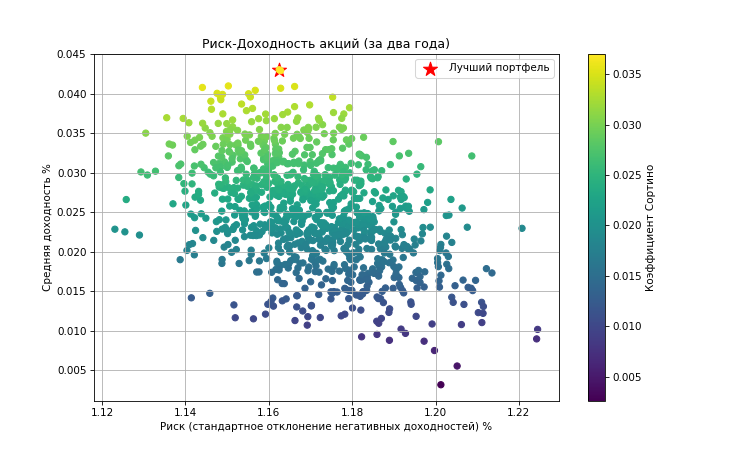 Риск-Доходность акций (за два года)
Лучший портфель
Средняя доходность %
0.045
0.040
0.035
0.030
0.025
0.020
0.015
0.010
0.005
1.12 1.14 1.16 1.18 1.20 1.22
Риск (стандартное отклонение негативных доходностей) %
0.035
0.030
0.025
0.020
0.015
0.010
0.005
Коэффициент Сортино